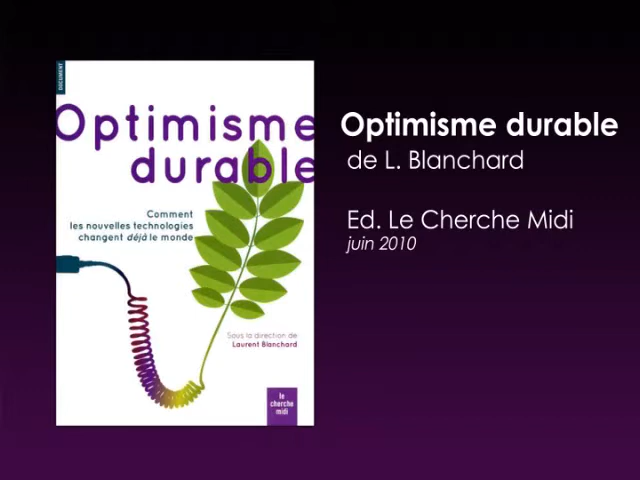 DOCUMENT
Optimisme
durable
Comment
les nouvelles technologies
changent déjà le monde
Sous la direction de
Laurent Blanchard
le
cherche
midi
Optimisme durable
de L. Blanchard
Ed. Le Cherche Midi
juin 2010